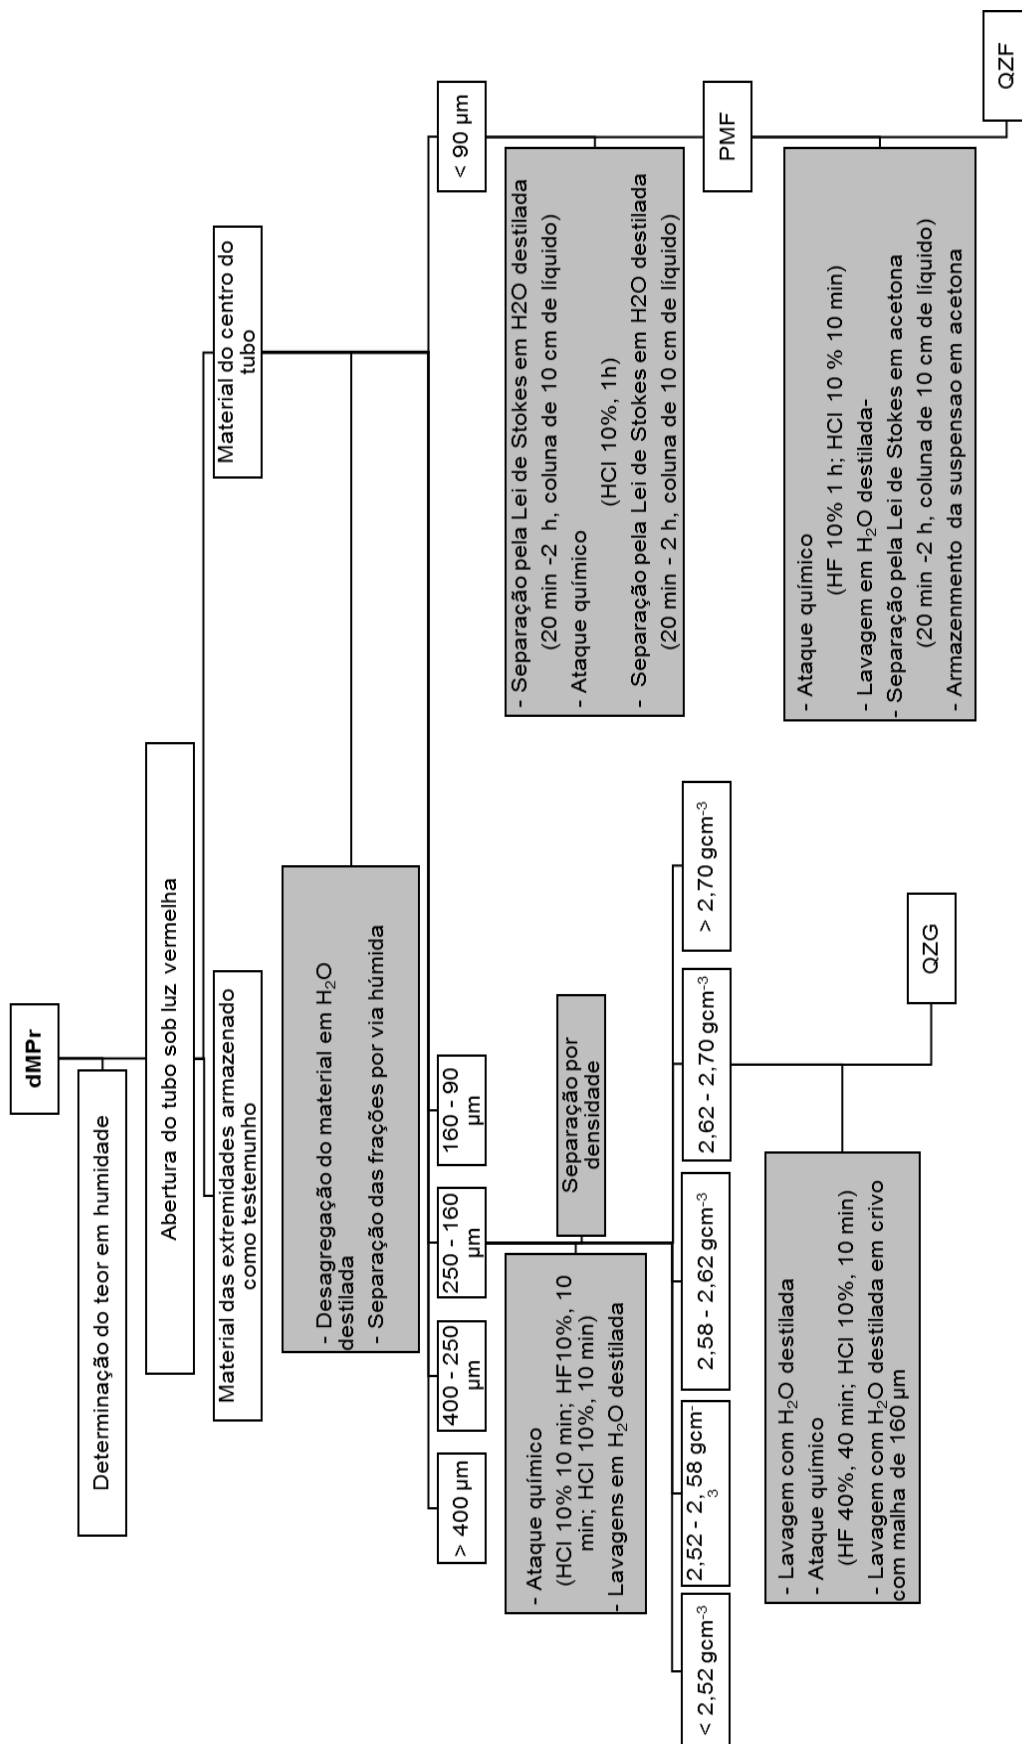 dMPr
Determinação do teor em humidade
Abertura do tubo sob luz vermelha
Material das extremidades armazenado
como testemunho
Material do centro do
tubo
- Desagregação do material em H₂O
destilada
- Separação das frações por via húmida
> 400 µm
400 - 250
µm
250 - 160
µm
160 - 90
µm
< 90 µm
- Ataque químico
(HCl 10% 10 min; HF10%, 10
min; HCl 10%, 10 min)
- Lavagens em H₂O destilada
Separação por
densidade
- Separação pela Lei de Stokes em H2O destilada
(20 min -2 h, coluna de 10 cm de líquido)
- Ataque químico
(HCl 10%, 1h)
- Separação pela Lei de Stokes em H2O destilada
(20 min - 2 h, coluna de 10 cm de líquido)
< 2,52 gcm⁻³
2,52 - 2, 58 gcm⁻
³
2,58 - 2,62 gcm⁻³
2,62 - 2,70 gcm⁻³
> 2,70 gcm⁻³
PMF
- Lavagem com H₂O destilada
- Ataque químico
(HF 40%, 40 min; HCl 10%, 10 min)
- Lavagem com H₂O destilada em crivo
com malha de 160 µm
- Ataque químico
(HF 10% 1 h; HCl 10 % 10 min)
- Lavagem em H₂O destilada-
- Separação pela Lei de Stokes em acetona
(20 min -2 h, coluna de 10 cm de líquido)
- Armazenmento da suspensao em acetona
QZG
QZF